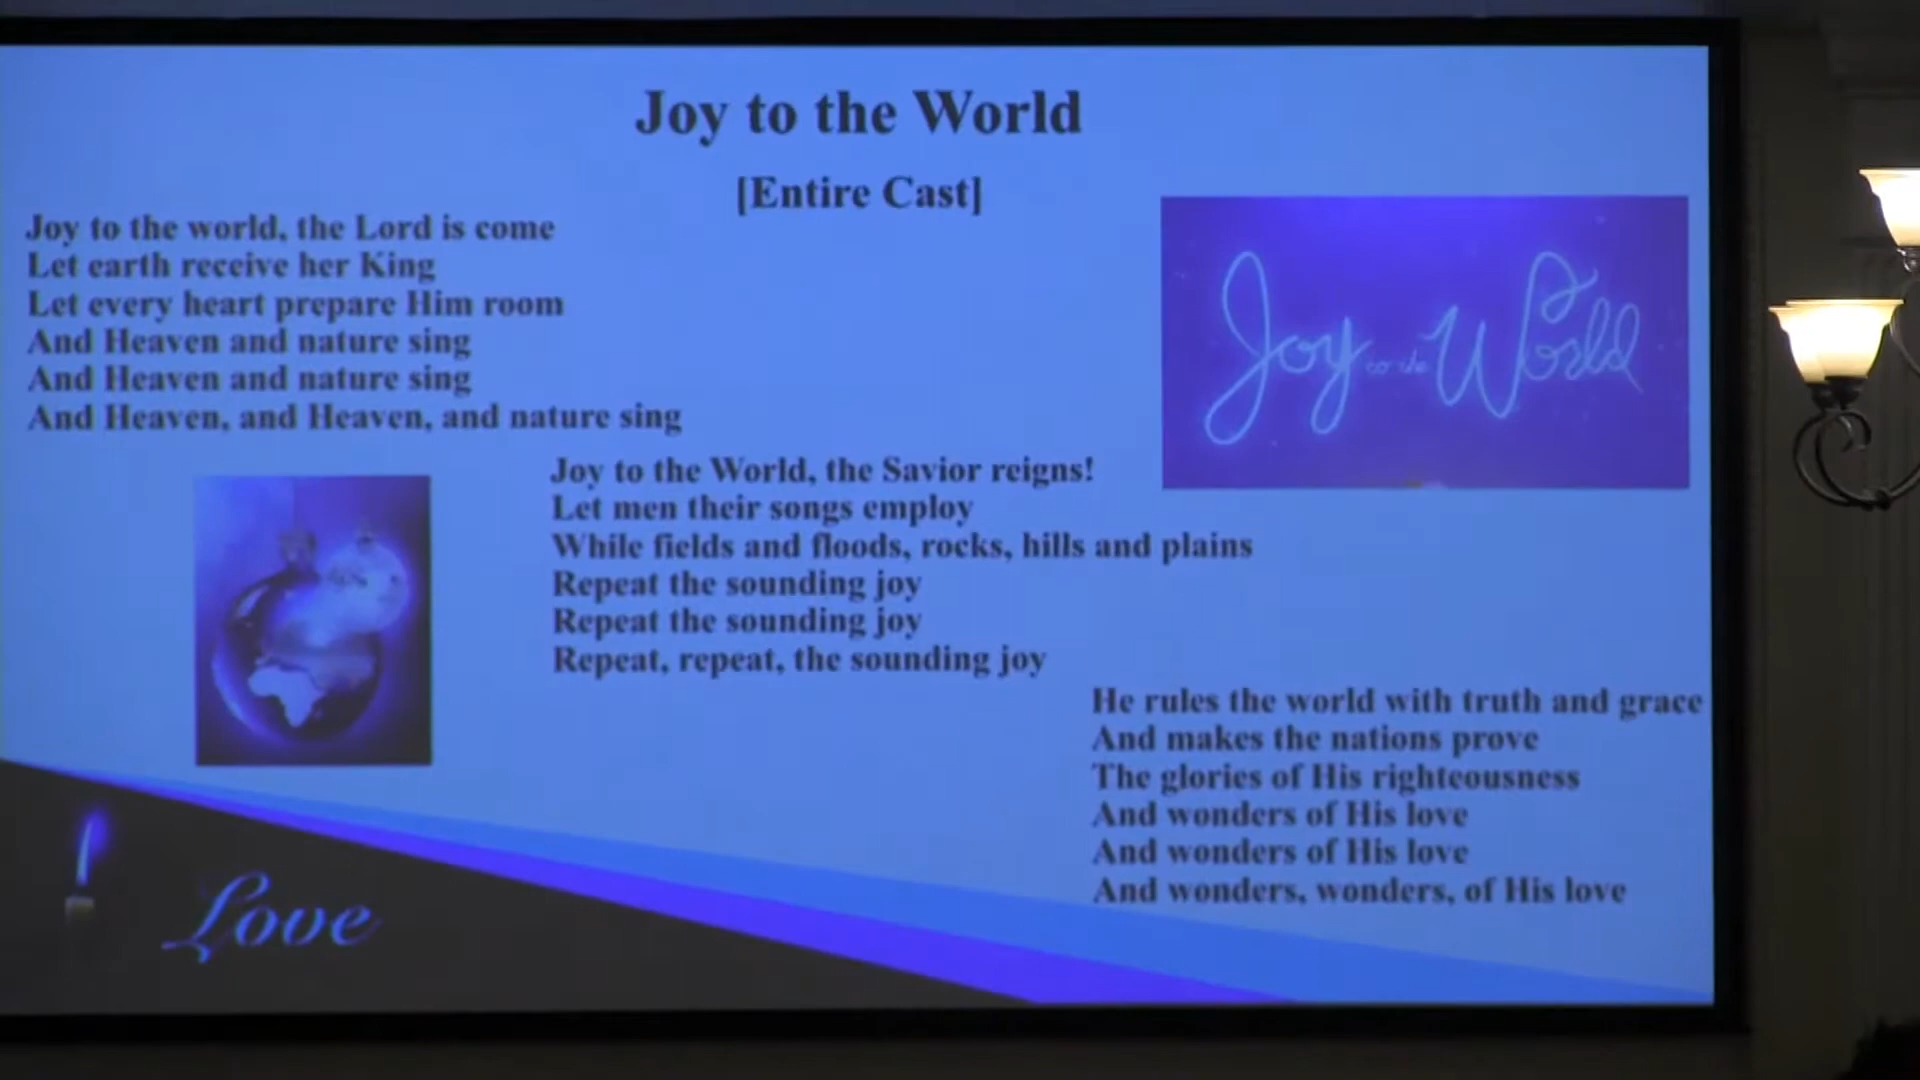 Joy to the World
[Entire Cast]
Joy to the world, the Lord is come
Let earth receive her King
Let every heart prepare Him room
And Heaven and nature sing
And Heaven and nature sing
And Heaven, and Heaven, and nature sing
Joy to the World
Joy to the World, the Savior reigns!
Let men their songs employ
While fields and floods, rocks, hills and plains
Repeat the sounding joy
Repeat the sounding joy
Repeat, repeat, the sounding joy
He rules the world with truth and grace
And makes the nations prove
The glories of His righteousness
And wonders of His love
And wonders of His love
And wonders, wonders, of His love
Love